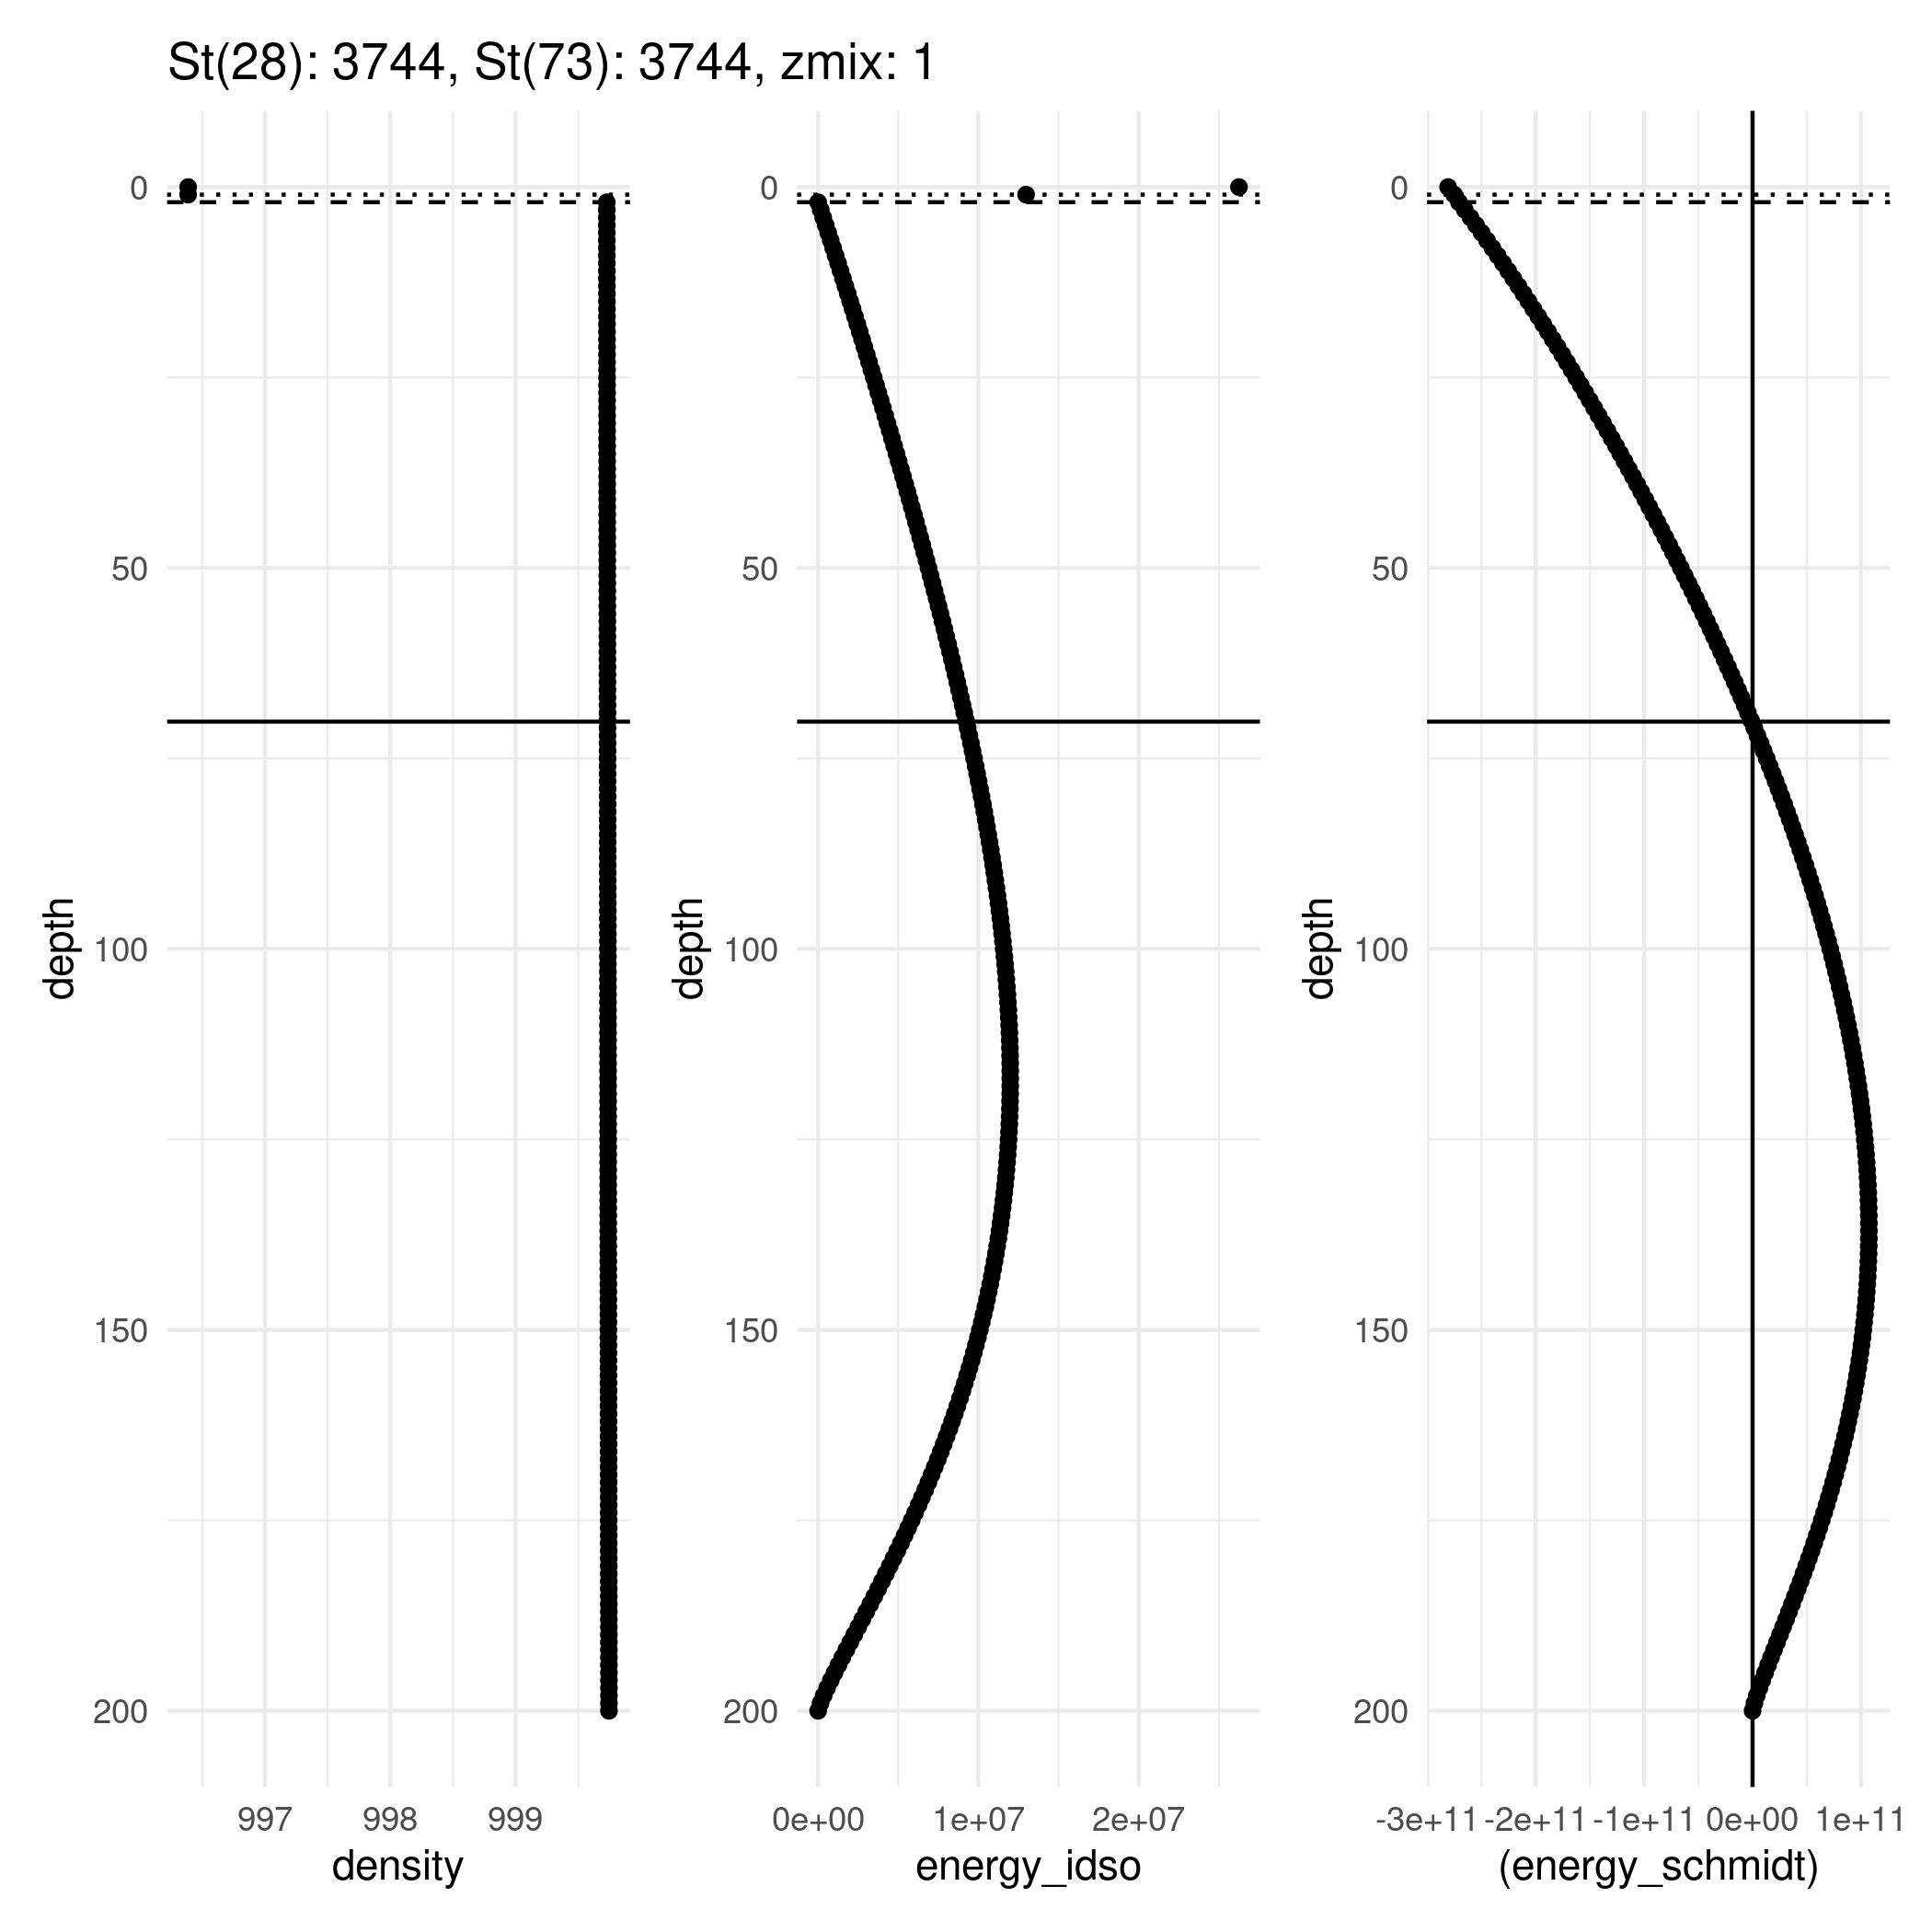 St(28): 3744, St(73): 3744, zmix: 1
depth
0
50
100
150
200
997 998 999
density
depth
0
50
100
150
200
0e+00 1e+07 2e+07
energy_idso
depth
0
50
100
150
200
-3e+11 -2e+11 -1e+11 0e+00 1e+11
(energy_schmidt)